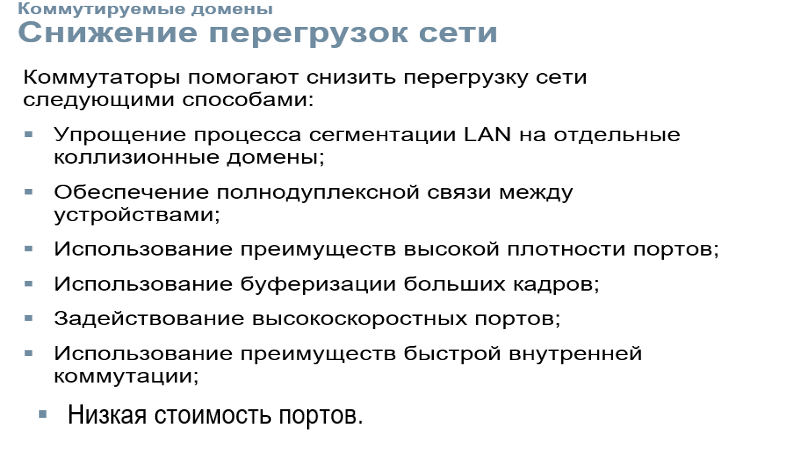 Коммутируемые домены
Снижение перегрузок сети
Коммутаторы помогают снизить перегрузку сети
следующими способами:
Упрощение процесса сегментации LAN на отдельные
коллизионные домены;
Обеспечение полнодуплексной связи между
устройствами;
Использование преимуществ высокой плотности портов;
Использование буферизации больших кадров;
Задействование высокоскоростных портов;
Использование преимуществ быстрой внутренней
коммутации;
Низкая стоимость портов.